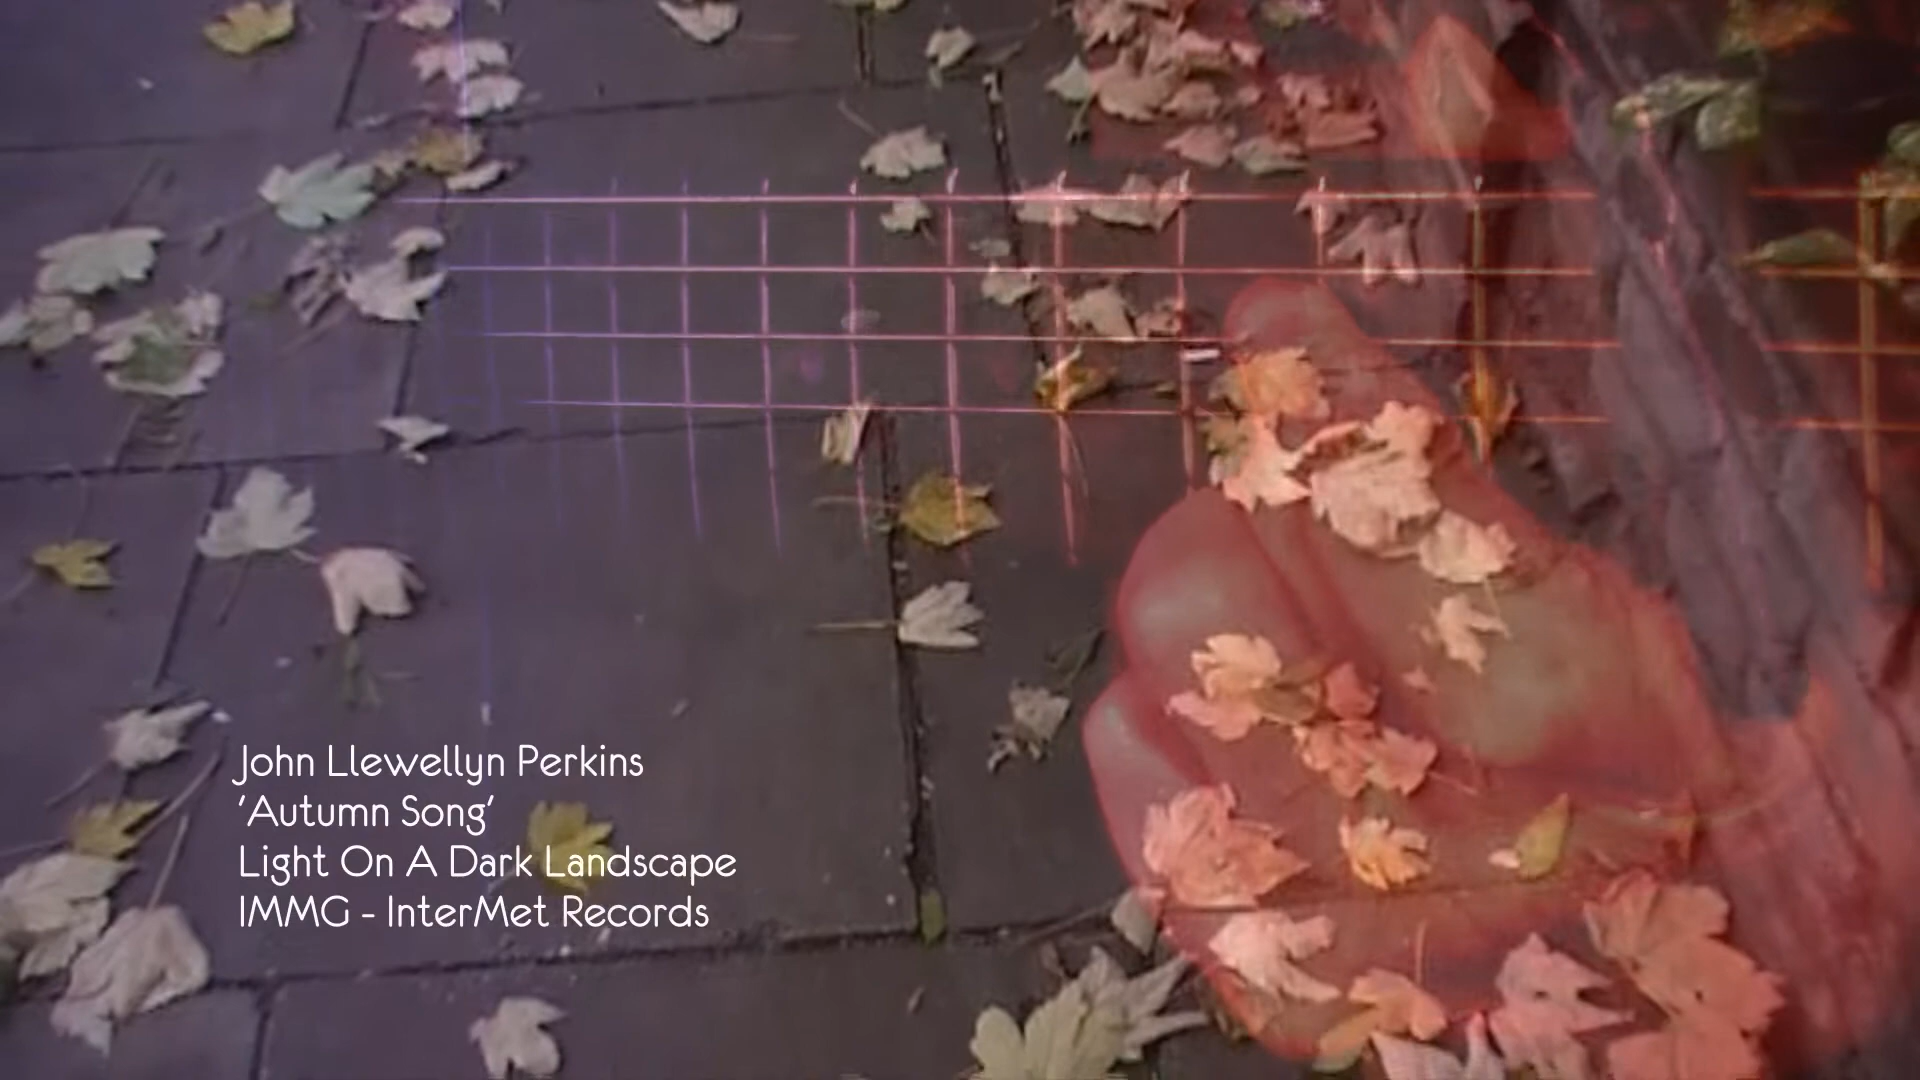 John Llewellyn Perkins
'Autumn Song'
Light On A Dark Landscape
IMMG - InterMet Records